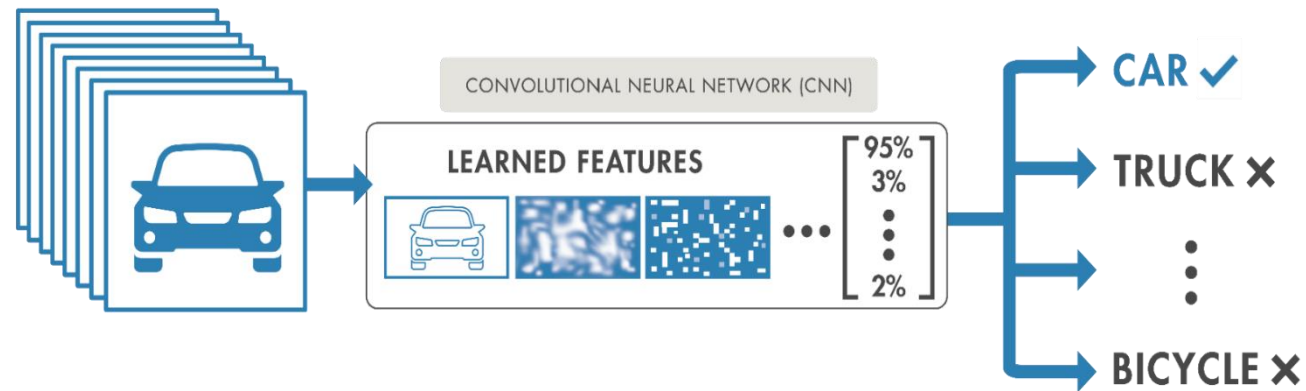 CONVOLUTIONAL NEURAL NETWORK (CNN)
LEARNED FEATURES
95%
3%
2%
CAR ✓
TRUCK ✕
BICYCLE ✕